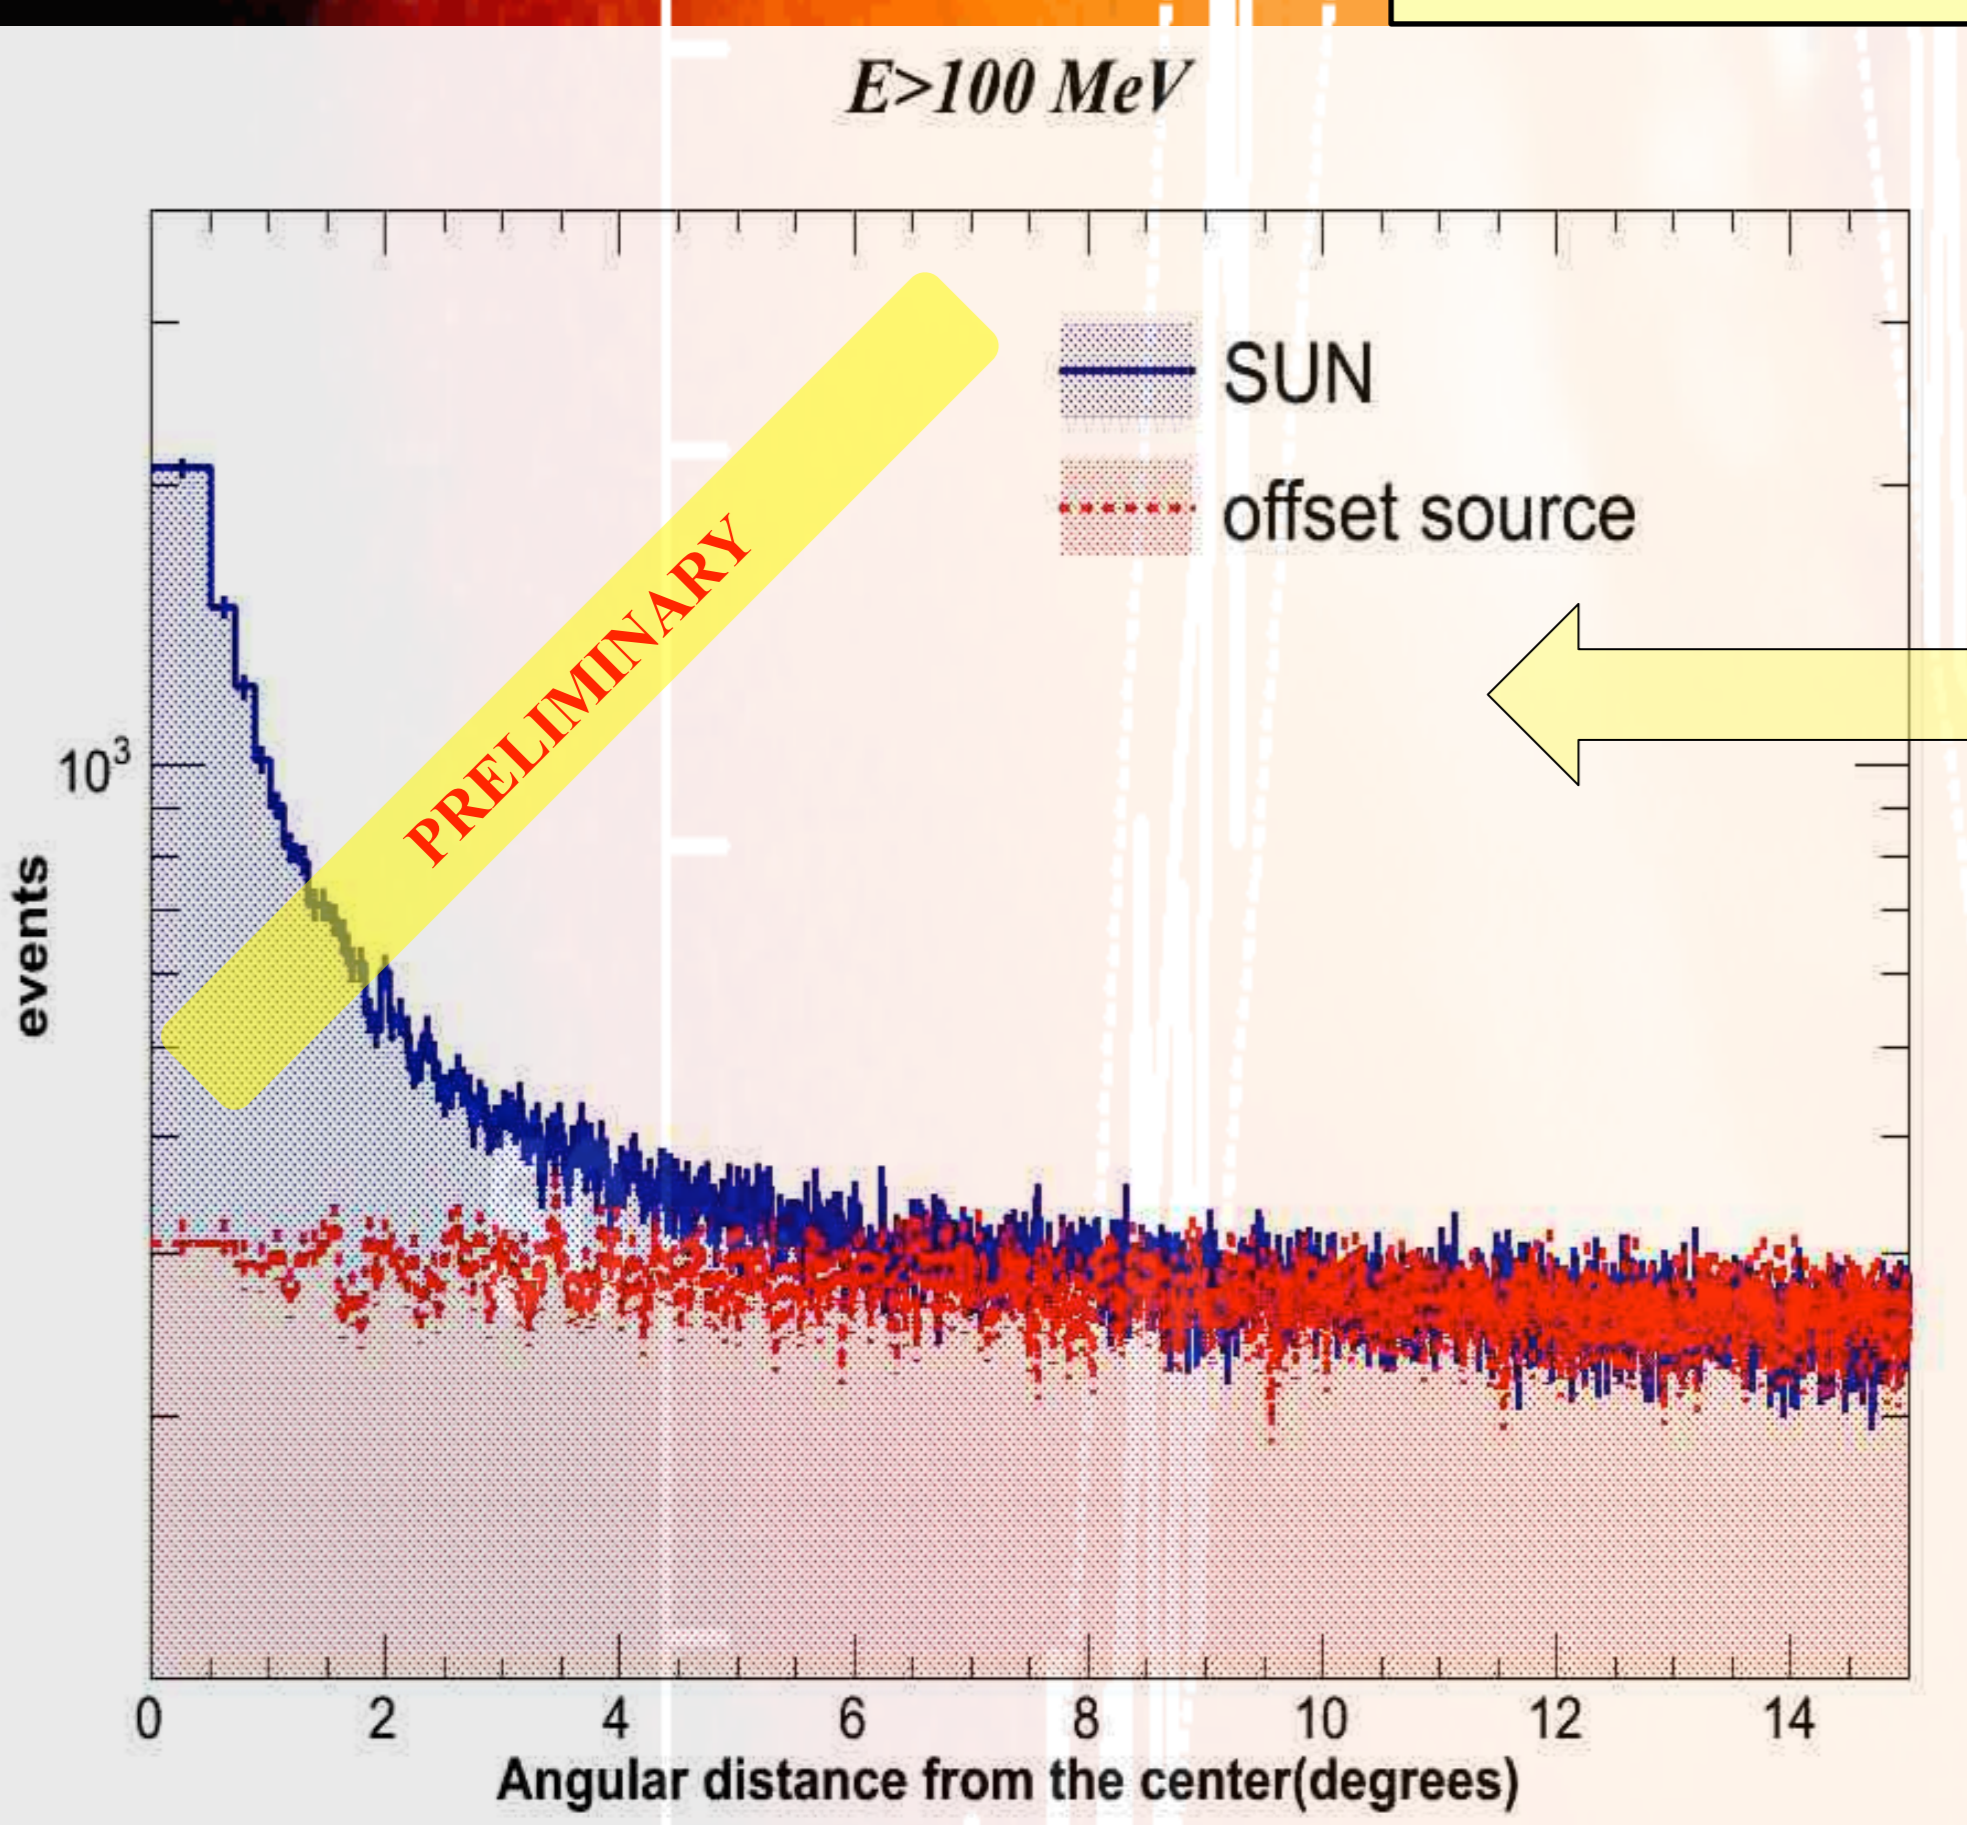 E>100 MeV
SUN
offset source
PRELIMINARY
10³
events
0 2 4 6 8 10 12 14
Angular distance from the center(degrees)